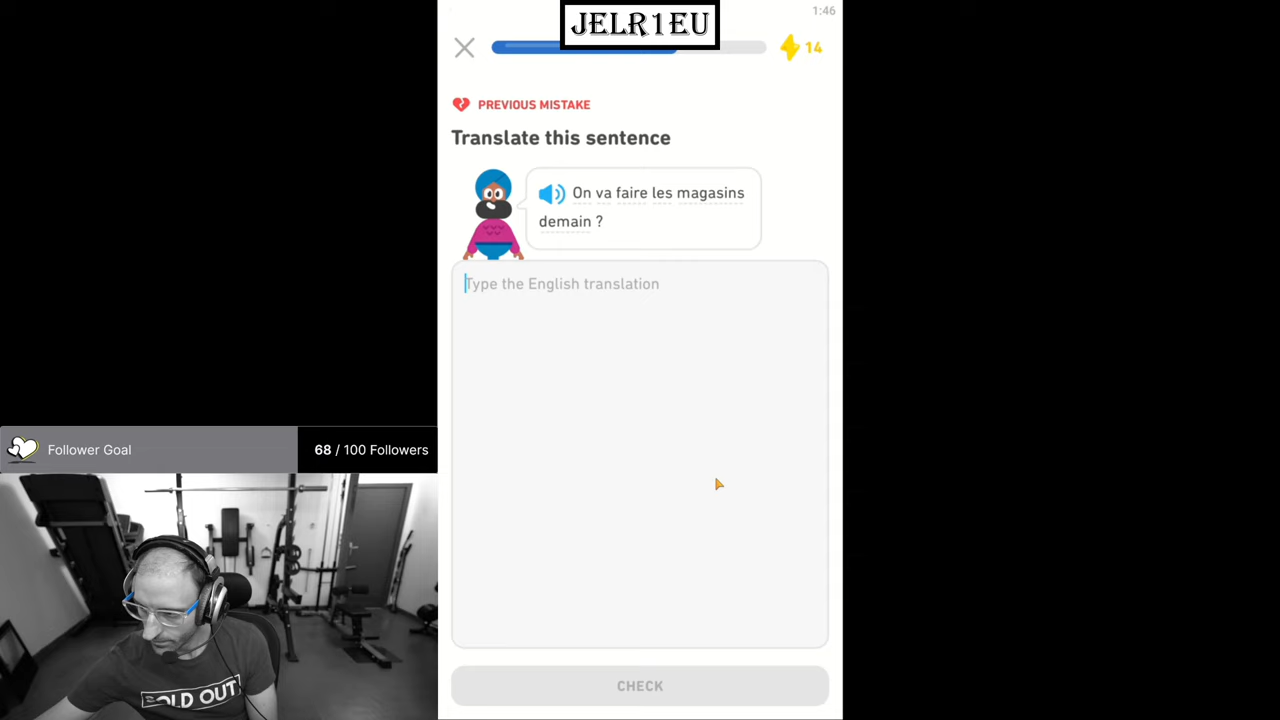 JELR1EU
1:46
14
PREVIOUS MISTAKE
Translate this sentence
On va faire les magasins
demain ?
Type the English translation
Follower Goal
68 / 100 Followers
SOLD OUT
CHECK